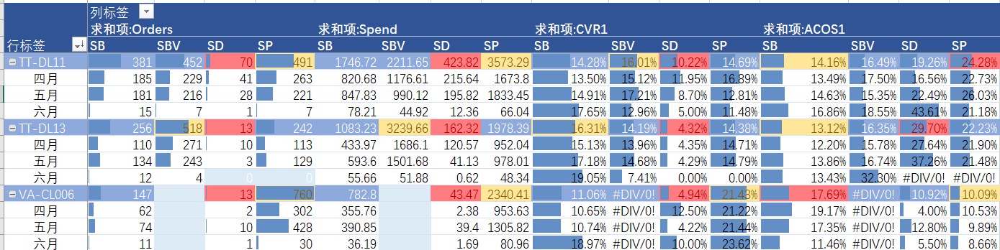 列标签
求和项:Orders 求和项:Spend 求和项:CVR1 求和项:ACOS1
行标签 SB SBV SD SP SB SBV SD SP SB SBV SD SP SB SBV SD SP
TT-DL11 381 452 70 491 1746.72 2211.65 423.82 3573.29 14.28% 16.01% 10.22% 14.69% 14.16% 16.49% 19.26% 24.28%
四月 185 229 41 263 820.68 1176.61 215.64 1673.8 13.50% 15.12% 11.95% 16.89% 13.49% 17.50% 16.56% 22.73%
五月 181 216 28 221 847.83 990.12 195.82 1833.45 14.91% 17.21% 8.70% 12.81% 14.63% 15.35% 22.49% 26.03%
六月 15 7 1 7 78.21 44.92 12.36 66.04 17.65% 12.96% 5.00% 11.48% 16.86% 18.55% 43.61% 21.18%
TT-DL13 256 518 13 242 1083.23 3239.66 162.32 1978.39 16.31% 14.19% 4.32% 14.38% 13.12% 16.35% 29.70% 22.23%
四月 110 271 10 113 433.97 1686.1 120.57 952.04 15.13% 13.96% 4.35% 14.71% 12.20% 15.78% 27.64% 21.90%
五月 134 243 3 129 593.6 1501.68 41.13 978.01 17.18% 14.68% 4.29% 14.79% 13.86% 16.74% 37.26% 21.48%
六月 12 4 0 0 55.66 51.88 0.62 48.34 19.05% 7.41% 0.00% 0.00% 13.43% 32.30% #DIV/0! #DIV/0!
VA-CL006 147 13 760 782.8 43.47 2340.41 11.06% #DIV/0! 4.94% 21.43% 17.69% #DIV/0! 10.92% 10.09%
四月 62 2 302 355.76 2.38 953.63 10.65% #DIV/0! 12.50% 21.22% 19.17% #DIV/0! 4.00% 10.53%
五月 74 10 428 390.85 39.4 1305.82 10.74% #DIV/0! 4.22% 21.44% 17.35% #DIV/0! 12.80% 9.89%
六月 11 1 30 36.19 1.69 80.96 18.97% #DIV/0! 10.00% 23.62% 11.46% #DIV/0! 5.50% 8.66%